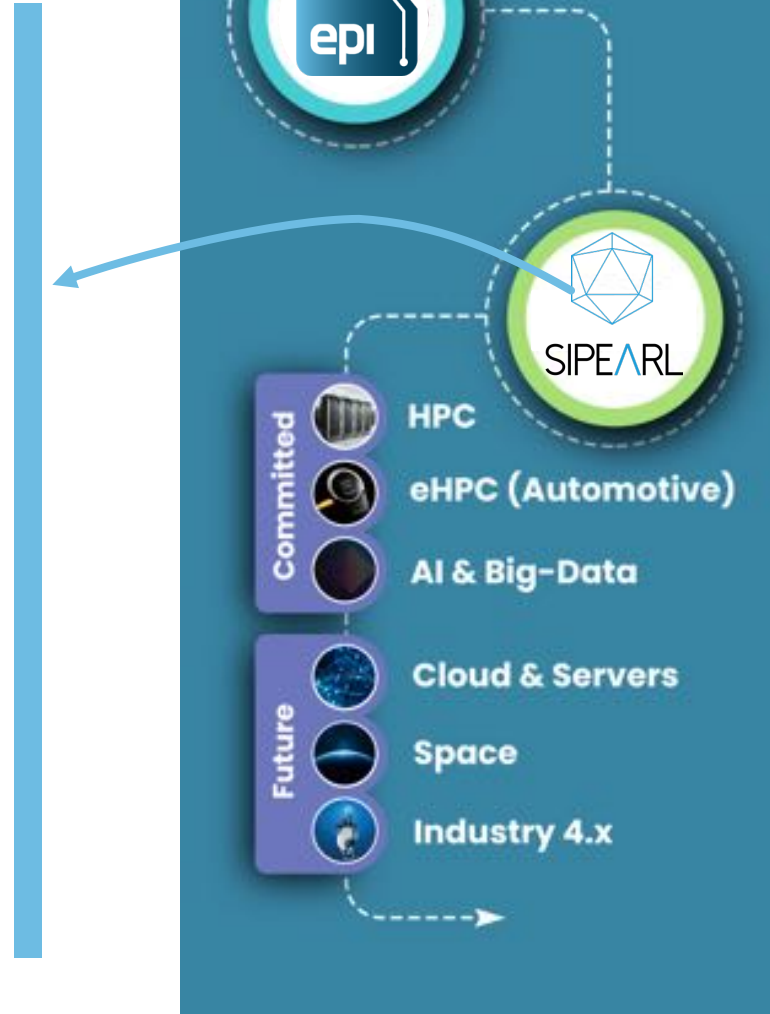 epi
SIPEARL
Committed
HPC
eHPC (Automotive)
AI & Big-Data
Future
Cloud & Servers
Space
Industry 4.x